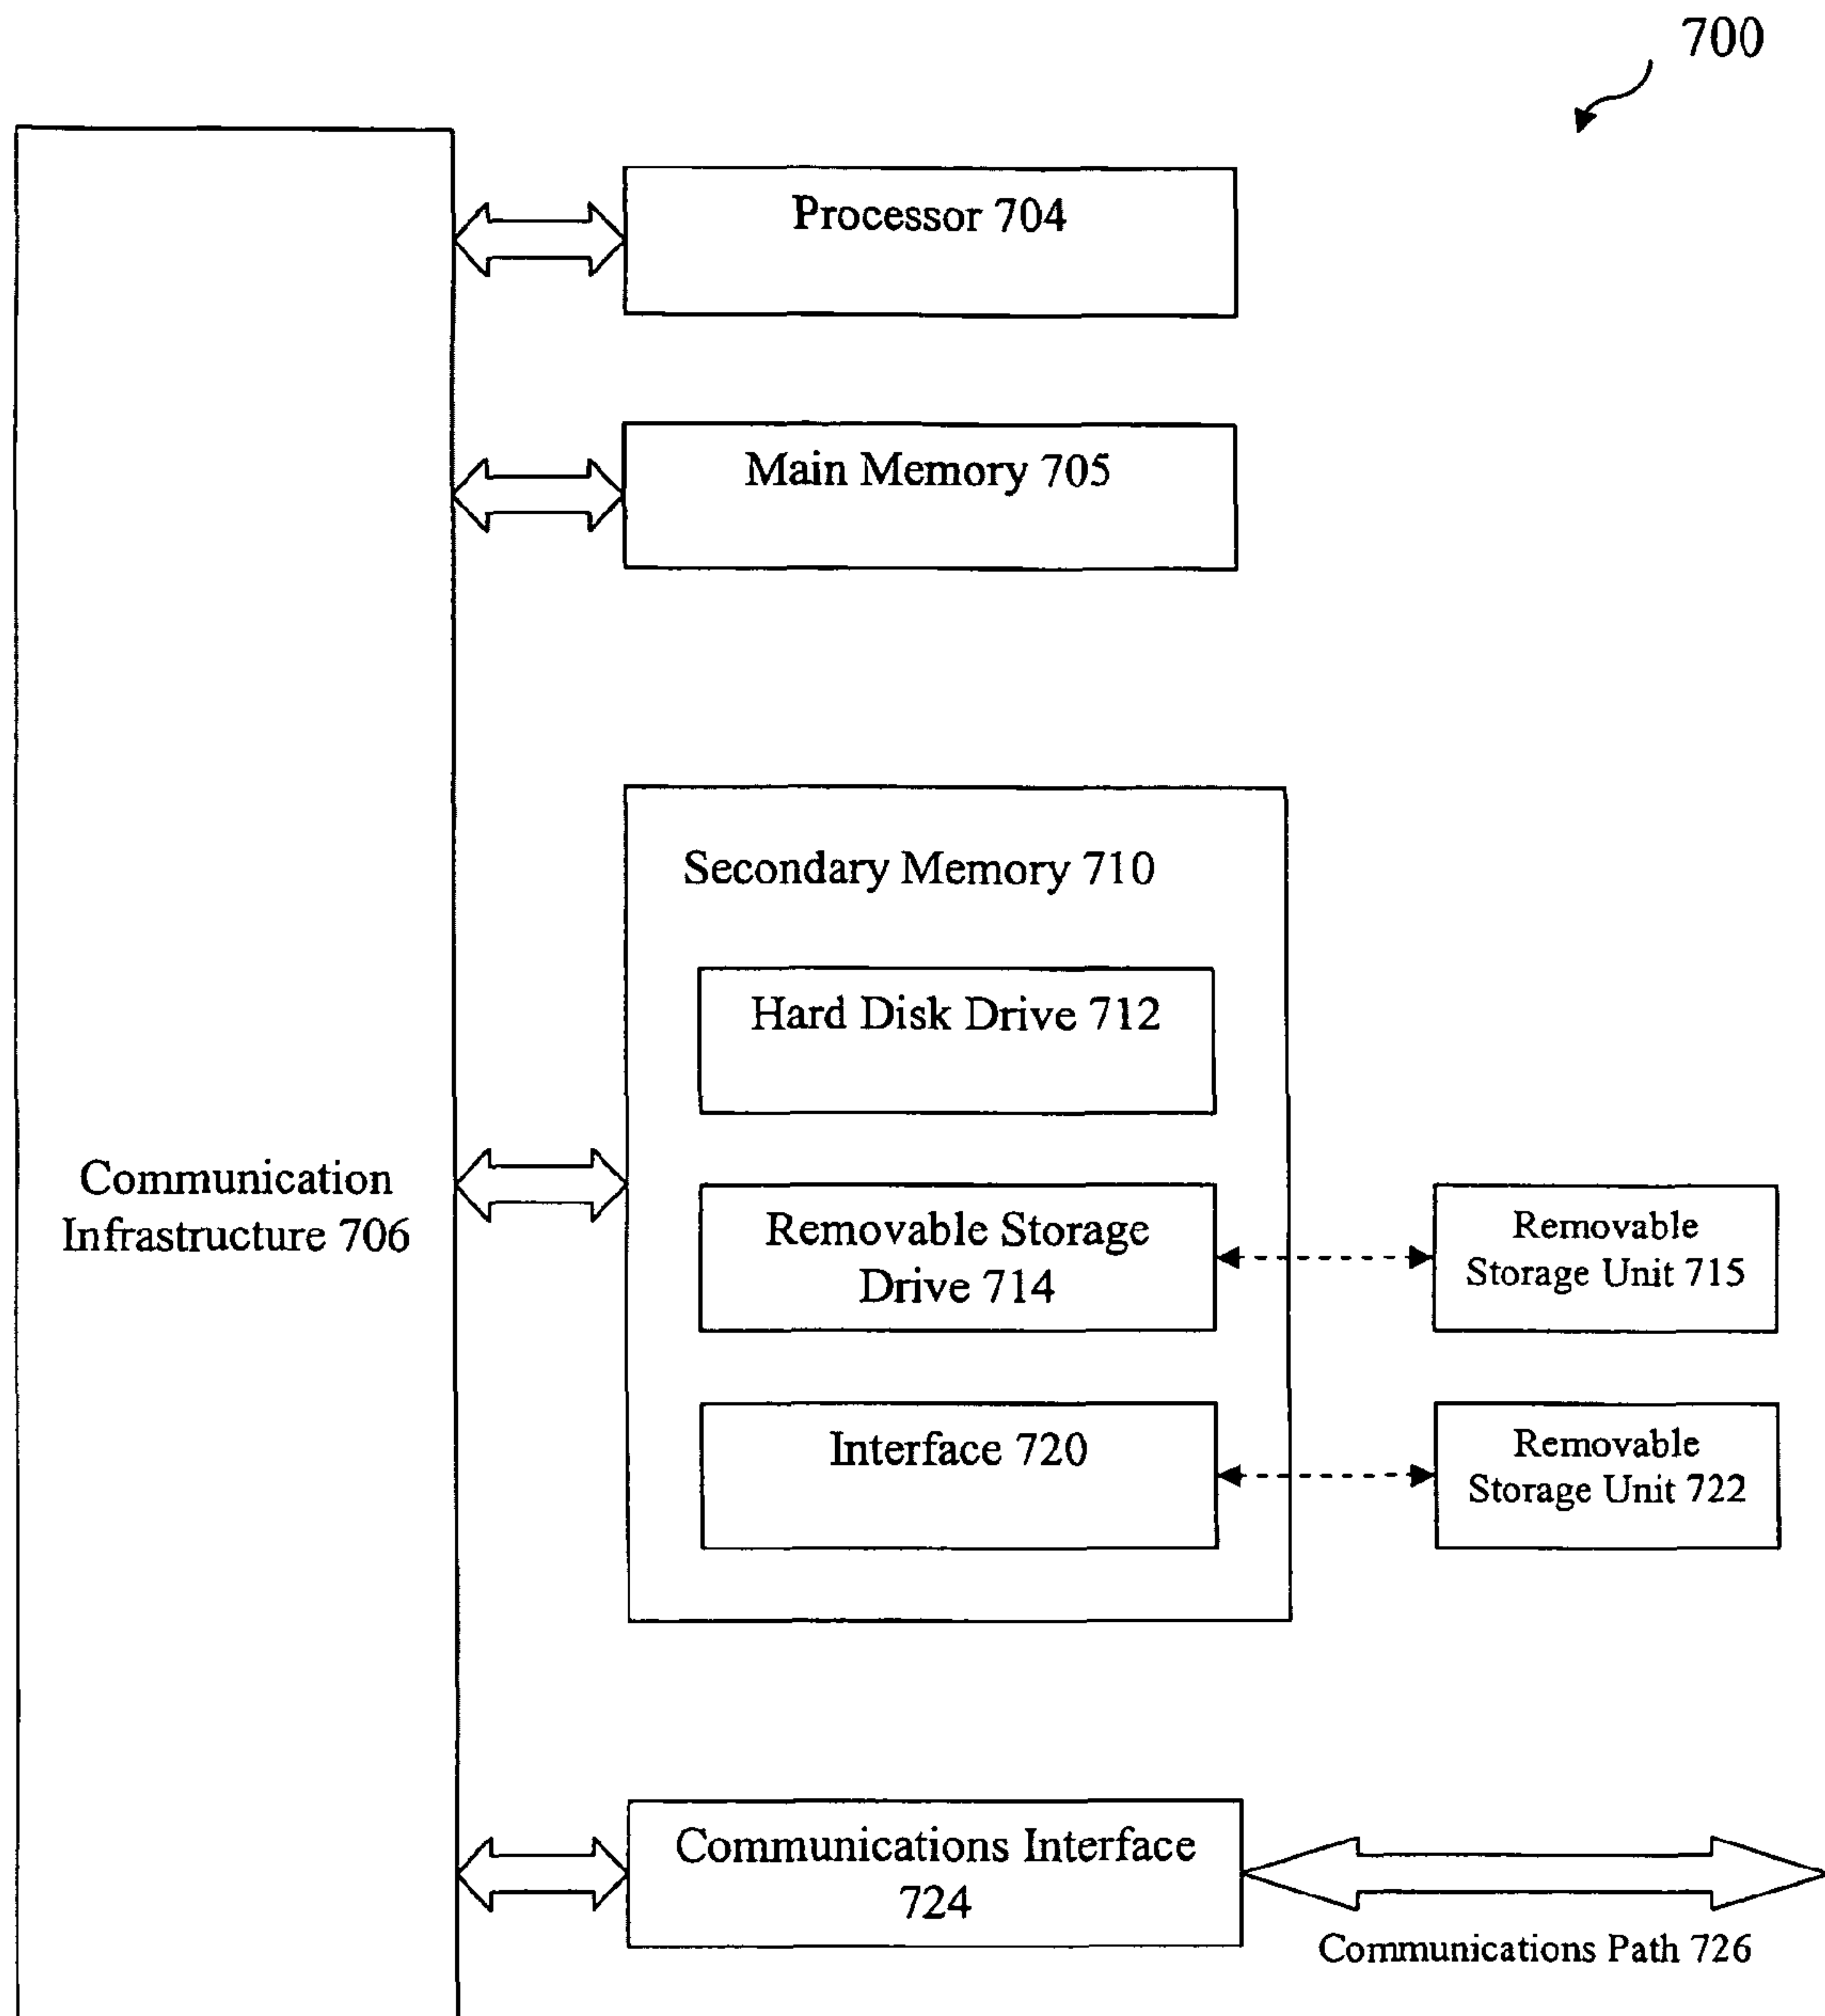 700
Processor 704
Main Memory 705
Secondary Memory 710
Hard Disk Drive 712
Communication
Infrastructure 706
Removable Storage
Drive 714
Removable
Storage Unit 715
Interface 720
Removable
Storage Unit 722
Communications Interface
724
Communications Path 726